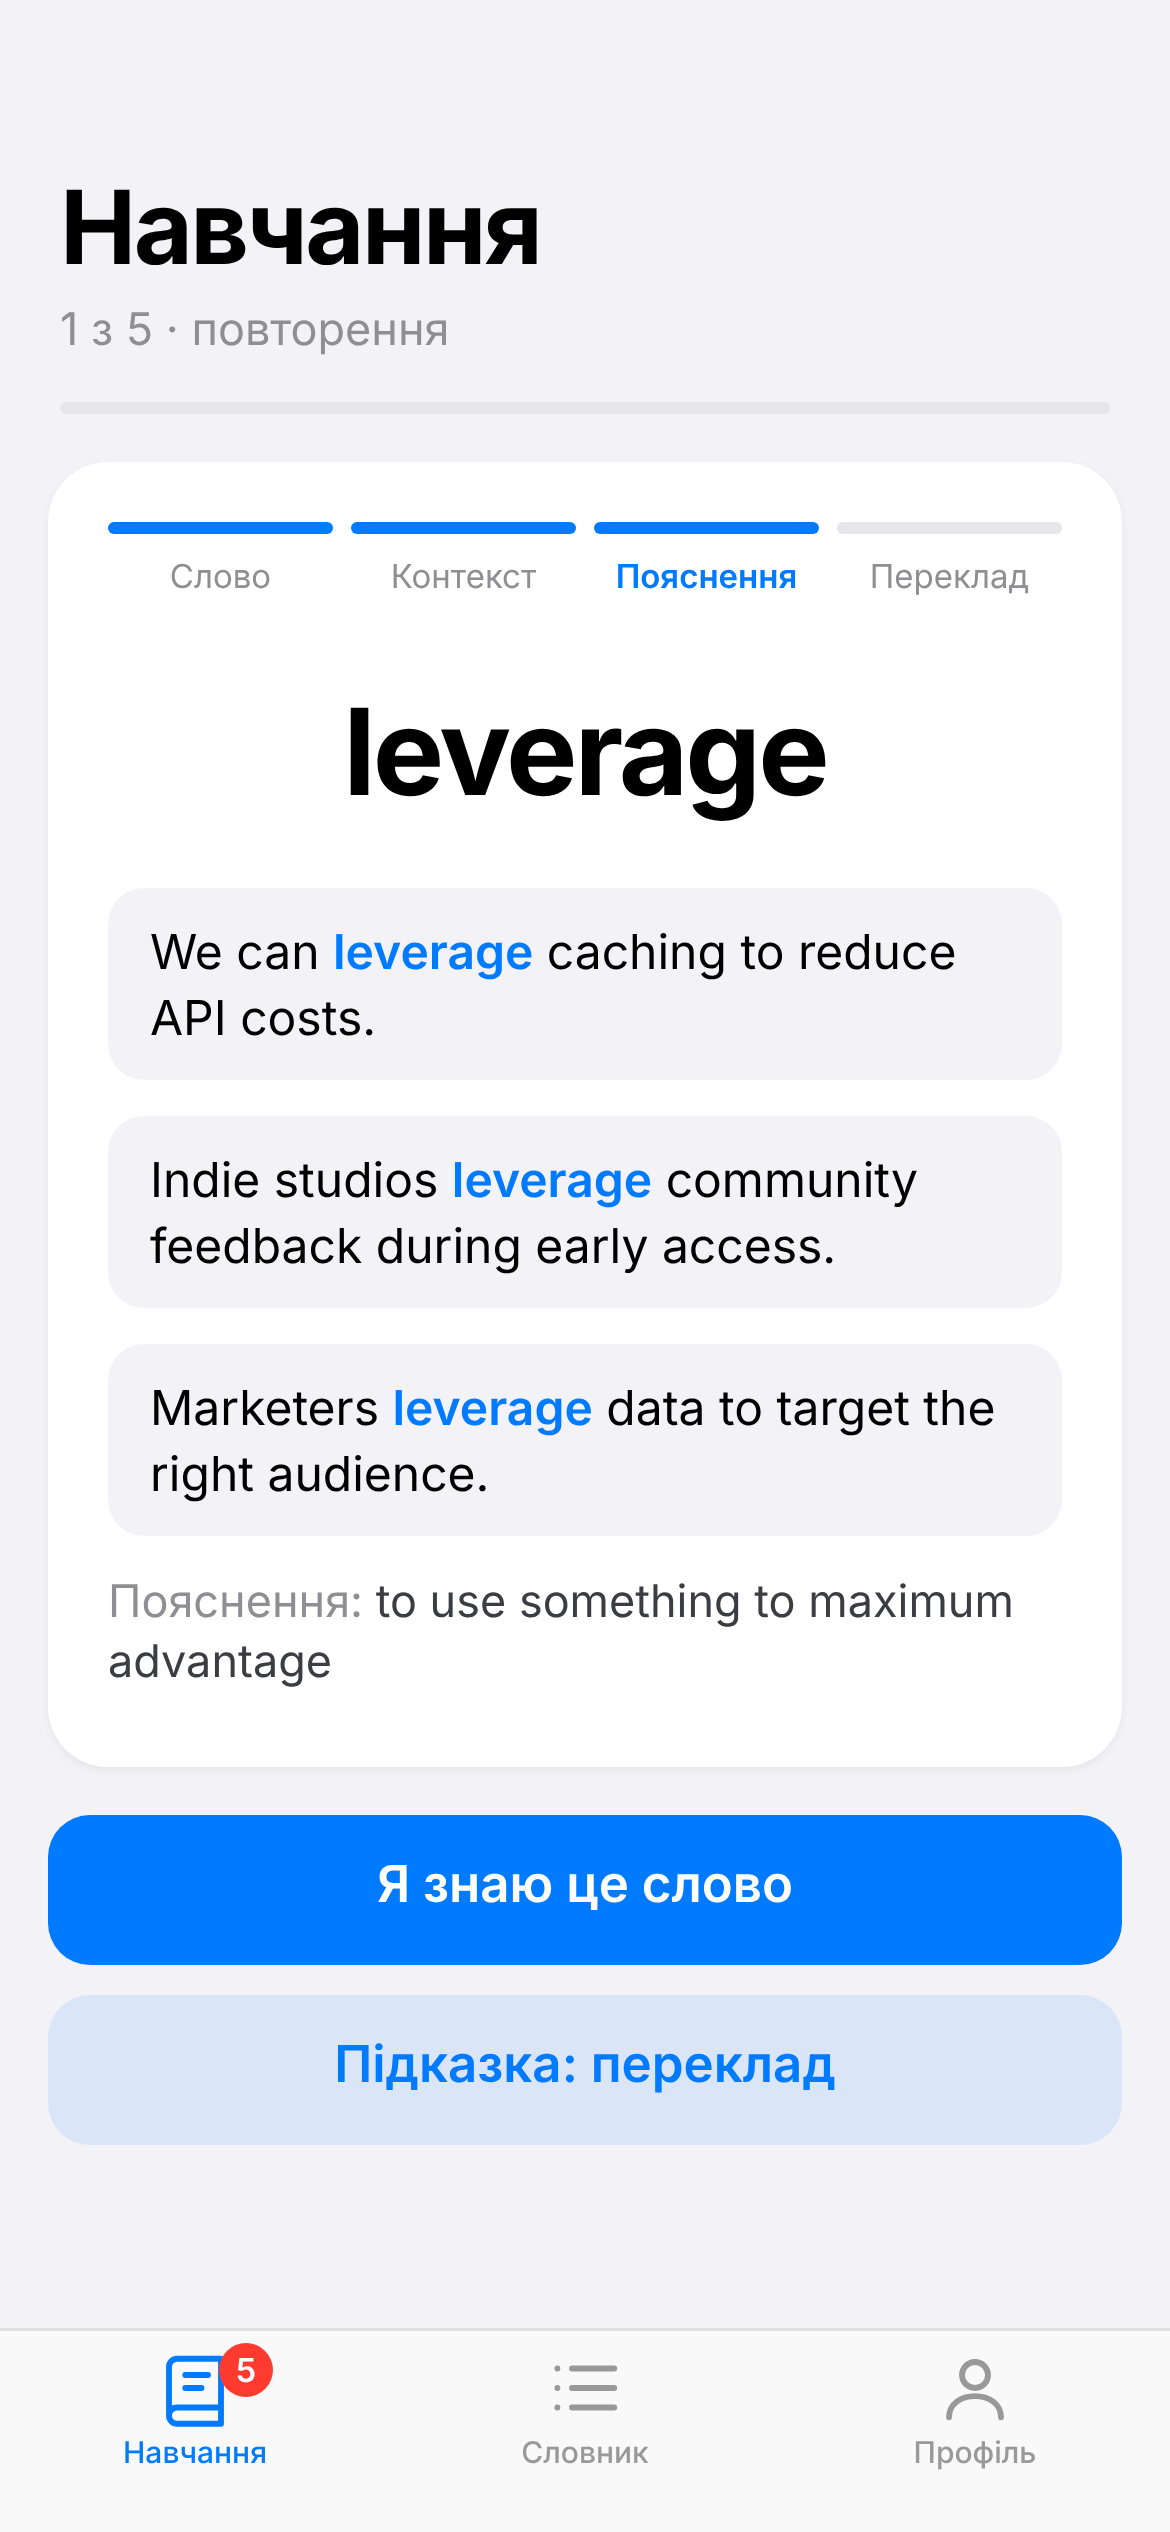 Навчання
1 з 5 · повторення
Слово
Контекст
Пояснення
Переклад
leverage
We can leverage caching to reduce
API costs.
Indie studios leverage community
feedback during early access.
Marketers leverage data to target the
right audience.
Пояснення: to use something to maximum
advantage
Я знаю це слово
Підказка: переклад
5
Навчання
Словник
Профіль